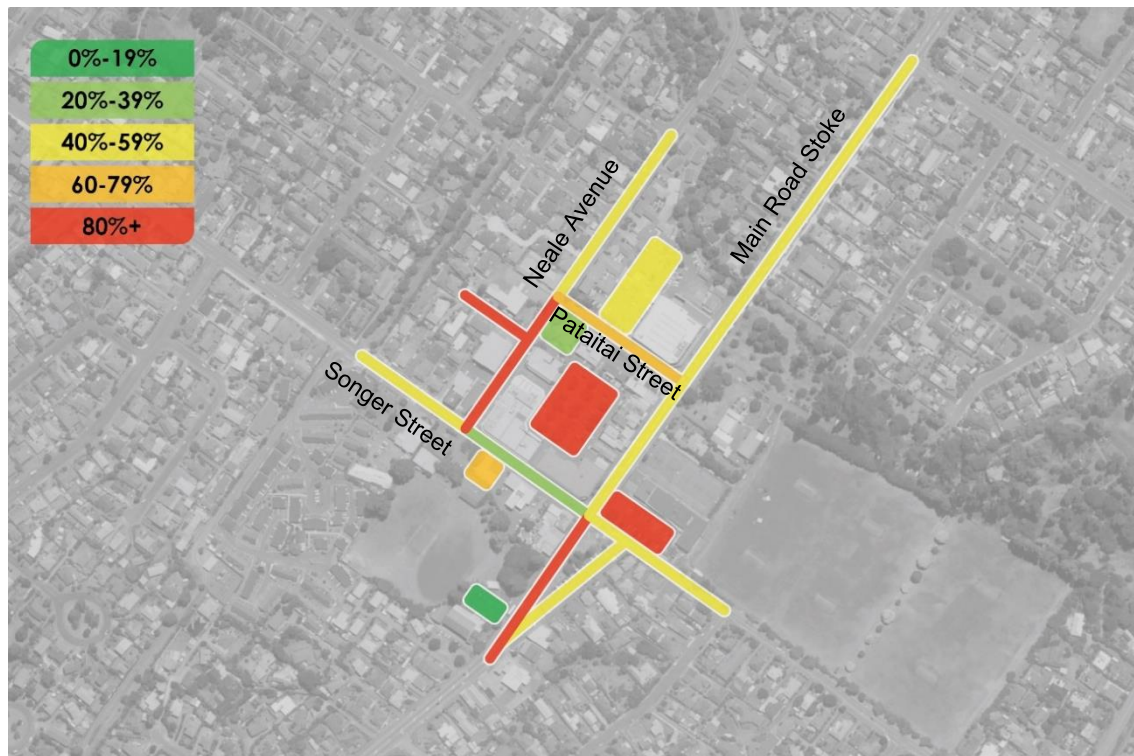 0%-19%
20%-39%
40%-59%
60-79%
80%+
Neale Avenue
Main Road Stoke
Pataitai Street
Songer Street